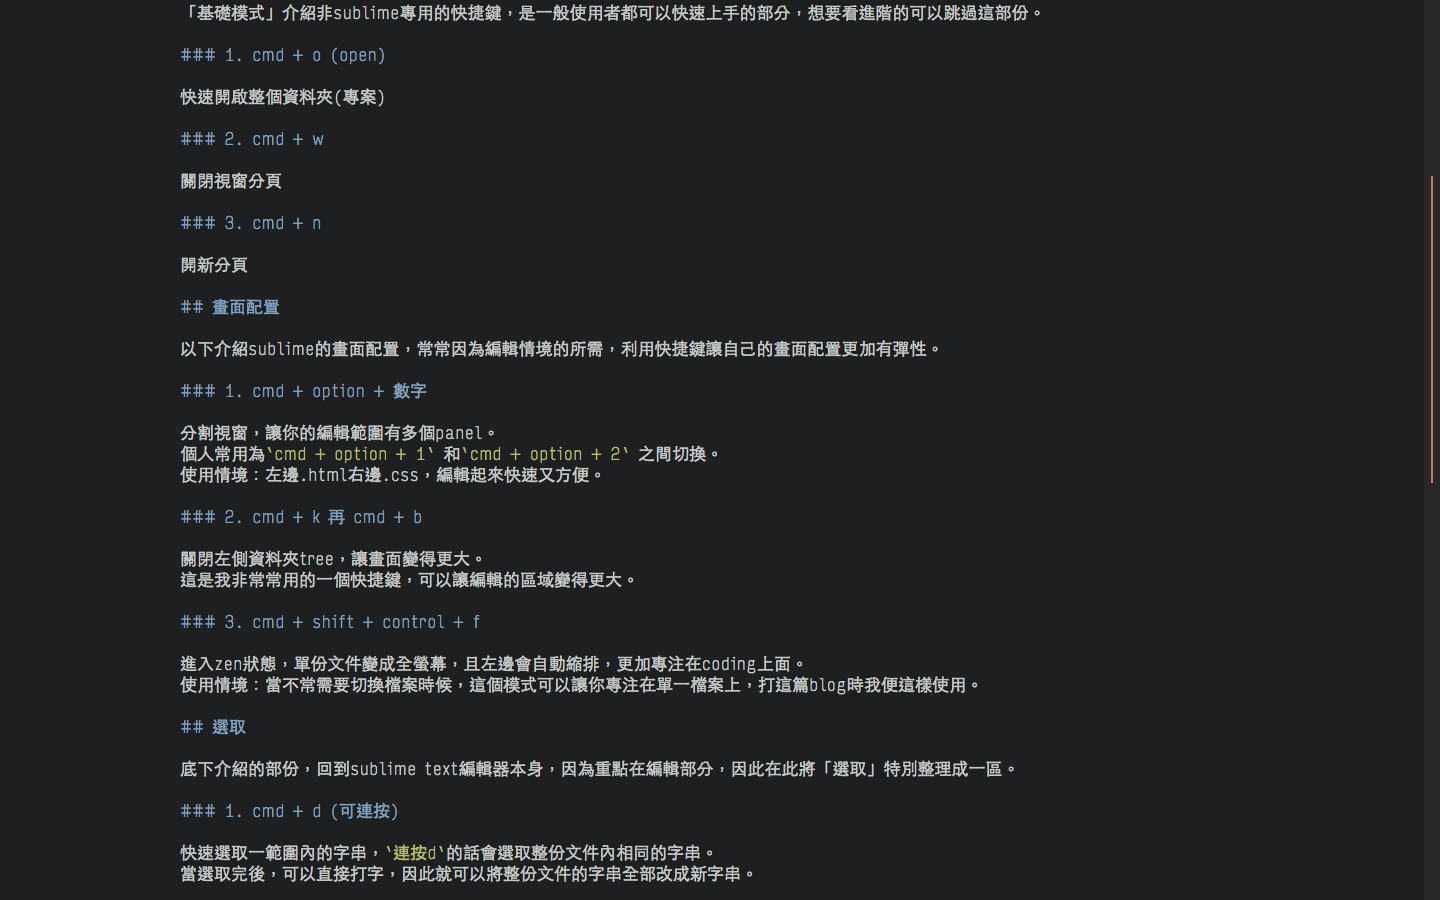 「基礎模式」介紹非sublime專用的快捷鍵，是一般使用者都可以快速上手的部分，想要看進階的可以跳過這部份。
### 1. cmd + o (open)
快速開啟整個資料夾(專案)
### 2. cmd + w
關閉視窗分頁
### 3. cmd + n
開新分頁
## 畫面配置
以下介紹sublime的畫面配置，常常因為編輯情境的所需，利用快捷鍵讓自己的畫面配置更加有彈性。
### 1. cmd + option + 數字
分割視窗，讓你的編輯範圍有多個panel。
個人常用為`cmd + option + 1` 和`cmd + option + 2` 之間切換。
使用情境：左邊.html右邊.css，編輯起來快速又方便。
### 2. cmd + k 再 cmd + b
關閉左側資料夾tree，讓畫面變得更大。
這是我非常常用的一個快捷鍵，可以讓編輯的區域變得更大。
### 3. cmd + shift + control + f
進入zen狀態，單份文件變成全螢幕，且左邊會自動縮排，更加專注在coding上面。
使用情境：當不常需要切換檔案時候，這個模式可以讓你專注在單一檔案上，打這篇blog時我便這樣使用。
## 選取
底下介紹的部份，回到sublime text編輯器本身，因為重點在編輯部分，因此在此將「選取」特別整理成一區。
### 1. cmd + d (可連按)
快速選取一範圍內的字串，`連按d`的話會選取整份文件內相同的字串。
當選取完後，可以直接打字，因此就可以將整份文件的字串全部改成新字串。